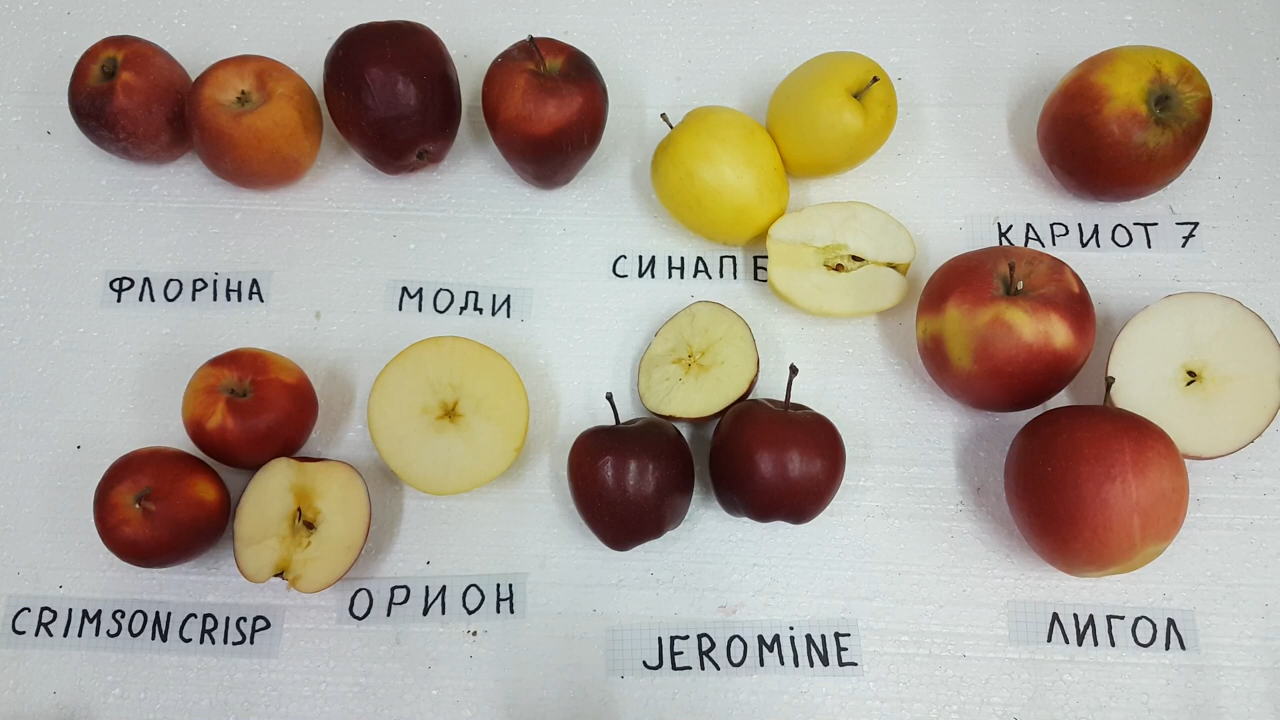 КАРИОТ 7
СИНАП Б
ФЛОРіНА
МОДИ
ОРИОН
CRIMSONCRISP
JEROMiNE
ЛИГОЛ